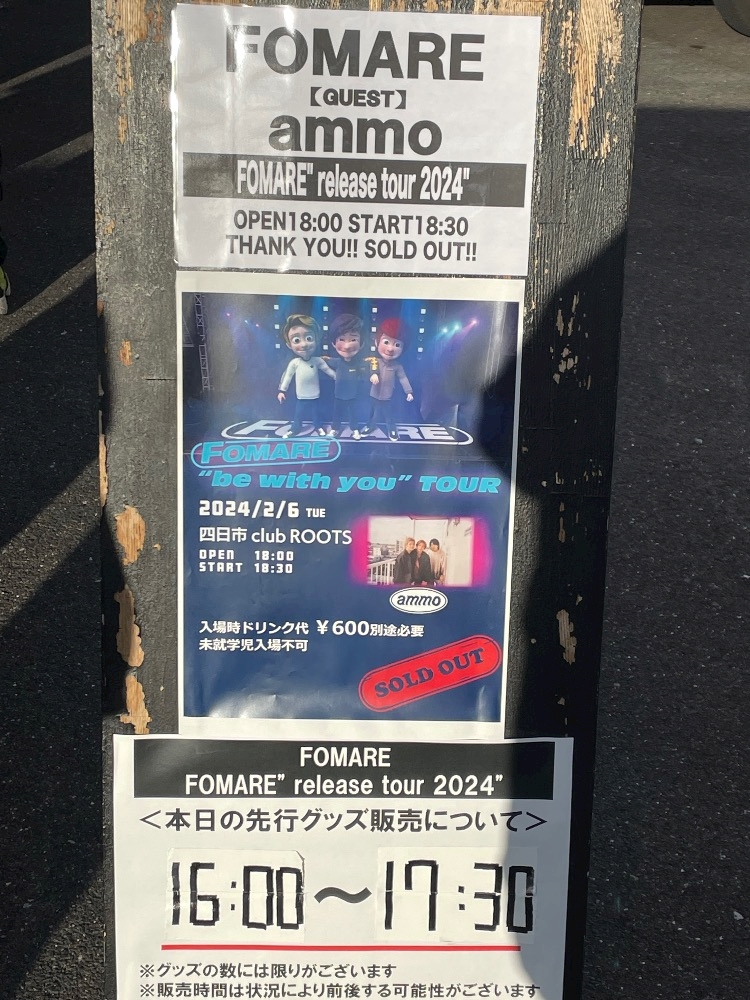 FOMARE
【GUEST】
ammo
FOMARE" release tour 2024"
OPEN18:00 START18:30
THANK YOU!! SOLD OUT!!
FOMARE
FOMARE
"be with you" TOUR
2024/2/6 TUE
四日市 club ROOTS
OPEN 18:00
START 18:30
ammo
入場時ドリンク代 ￥600別途必要
未就学児入場不可
SOLD OUT
FOMARE
FOMARE" release tour 2024"
＜本日の先行グッズ販売について＞
16:00～17:30
※グッズの数には限りがございます
※販売時間は状況により前後する可能性がございます